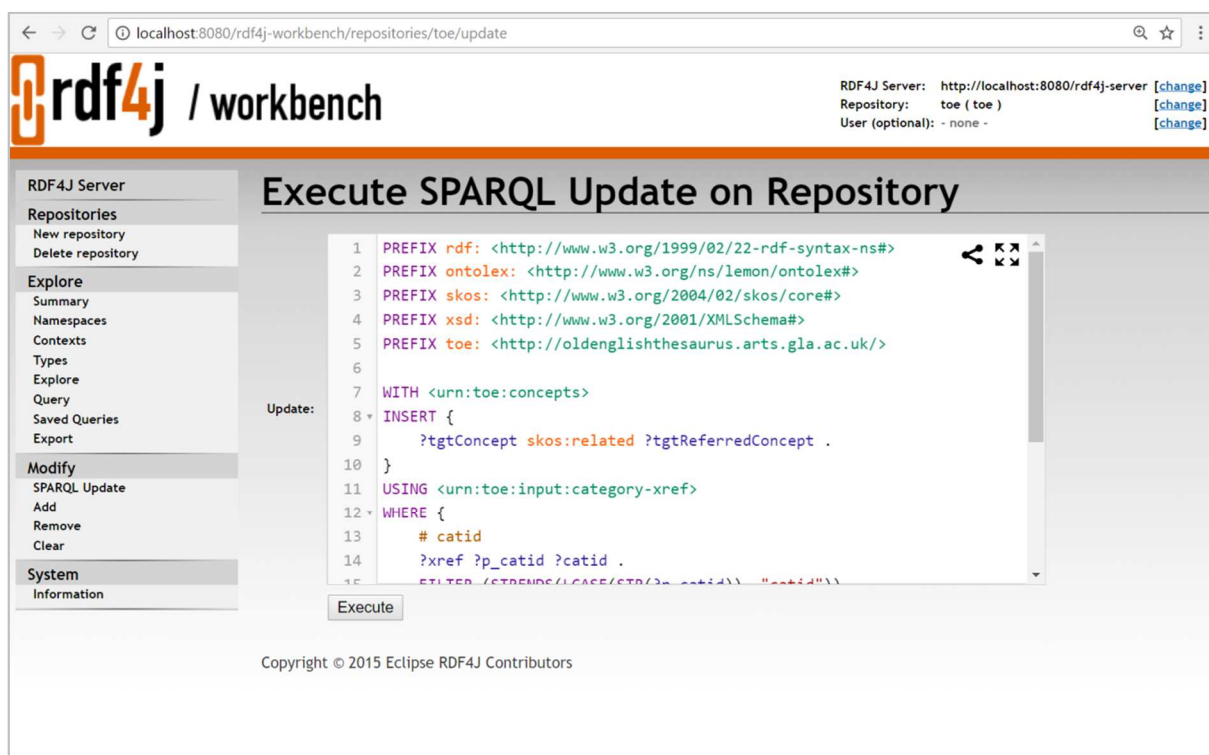 localhost:8080/rdf4j-workbench/repositories/toe/update
rdf4j / workbench
RDF4J Server: http://localhost:8080/rdf4j-server [change]
Repository: toe ( toe ) [change]
User (optional): - none - [change]
RDF4J Server
Repositories
New repository
Delete repository
Explore
Summary
Namespaces
Contexts
Types
Explore
Query
Saved Queries
Export
Modify
SPARQL Update
Add
Remove
Clear
System
Information
Execute SPARQL Update on Repository
Update:
1 PREFIX rdf: <http://www.w3.org/1999/02/22-rdf-syntax-ns#>
2 PREFIX ontolex: <http://www.w3.org/ns/lemon/ontolex#>
3 PREFIX skos: <http://www.w3.org/2004/02/skos/core#>
4 PREFIX xsd: <http://www.w3.org/2001/XMLSchema#>
5 PREFIX toe: <http://oldenglishthesaurus.arts.gla.ac.uk/>
6
7 WITH <urn:toe:concepts>
8 INSERT {
9 ?tgtConcept skos:related ?tgtReferredConcept .
10 }
11 USING <urn:toe:input:category-xref>
12 WHERE {
13 # catid
14 ?xref ?p_catid ?catid .
15 FILTER (STRENDS(LCASE(STR(?p_catid)), "catid"))
Execute
Copyright © 2015 Eclipse RDF4J Contributors